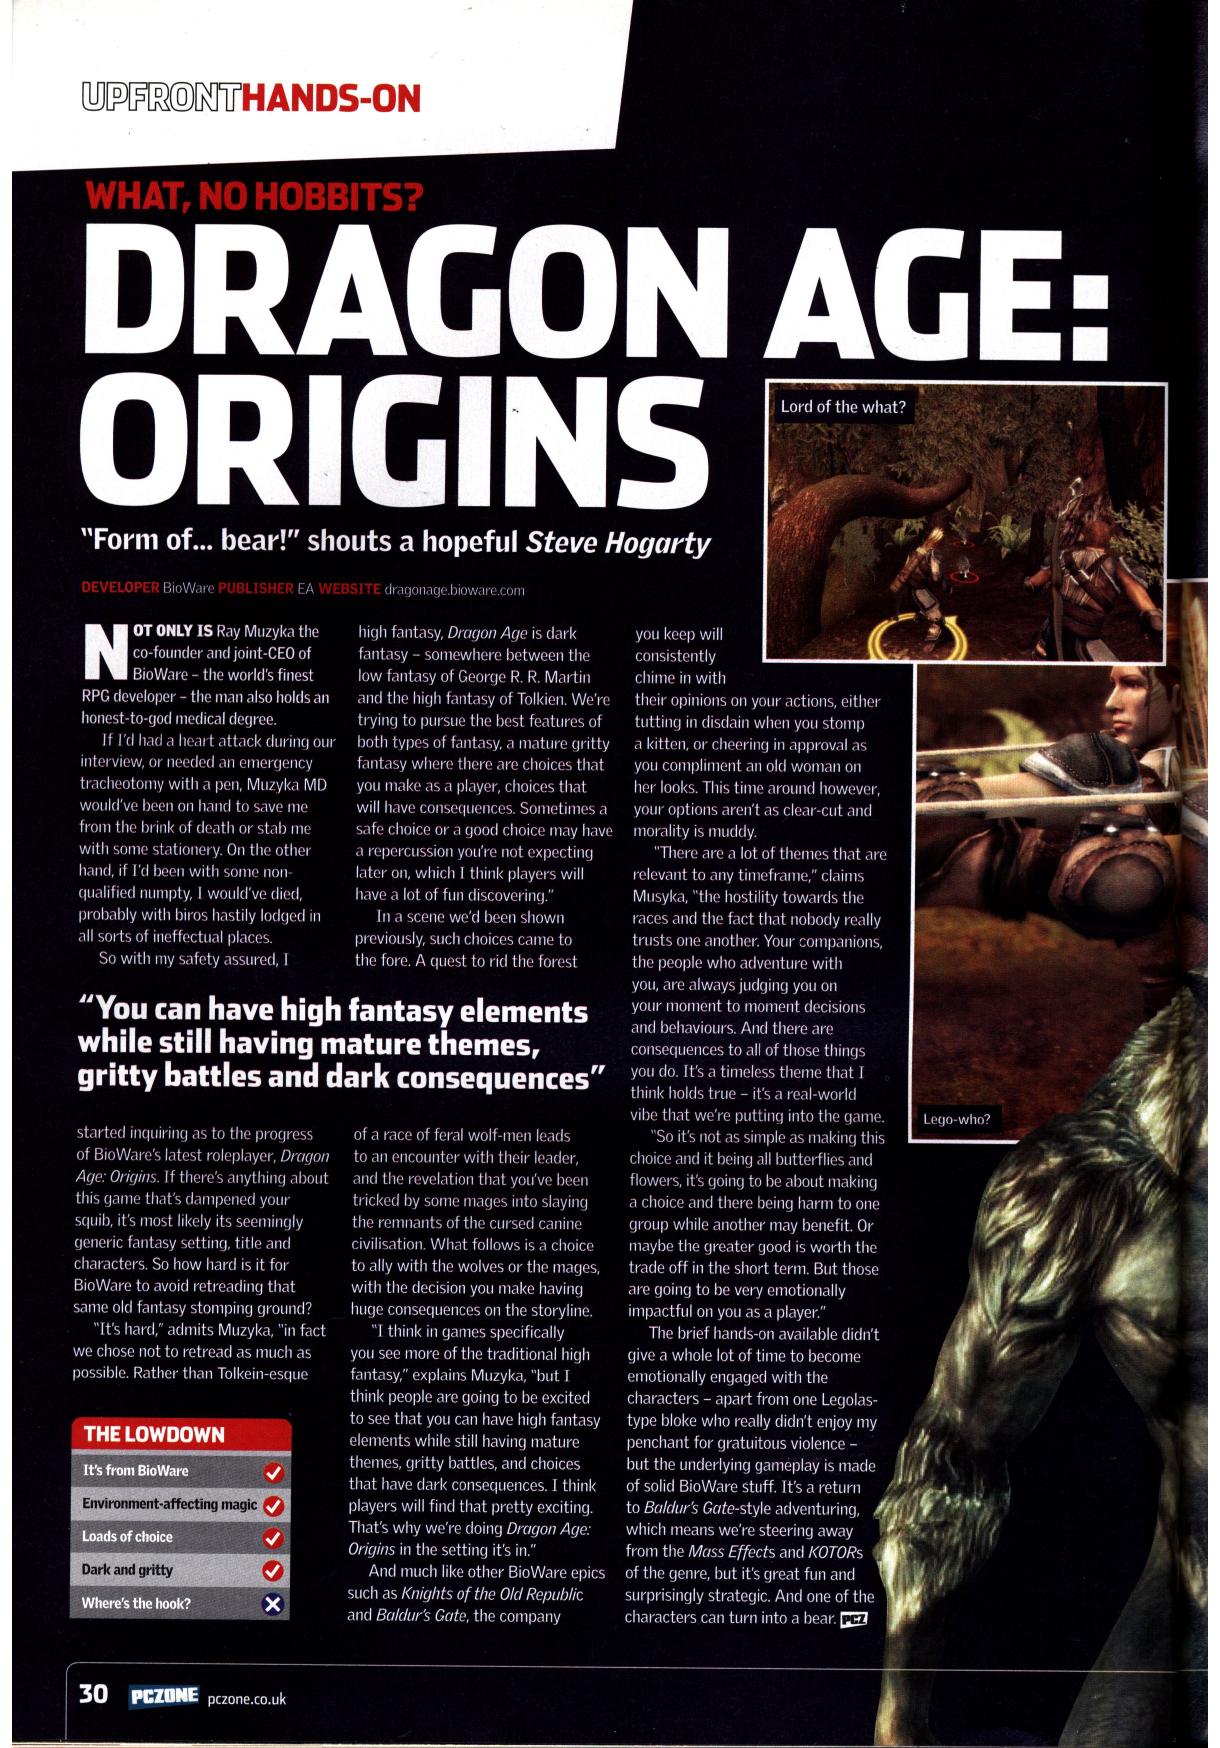 UPFRONTHANDS-ON
WHAT, NO HOBBITS?
DRAGON AGE:
ORIGINS
"Form of... bear!" shouts a hopeful Steve Hogarty
DEVELOPER BioWare PUBLISHER EA WEBSITE dragonage.bioware.com
Lord of the what?
NOT ONLY IS Ray Muzyka the
co-founder and joint-CEO of
BioWare – the world's finest
RPG developer – the man also holds an
honest-to-god medical degree.
If I'd had a heart attack during our
interview, or needed an emergency
tracheotomy with a pen, Muzyka MD
would've been on hand to save me
from the brink of death or stab me
with some stationery. On the other
hand, if I'd been with some non-
qualified numpty, I would've died,
probably with biros hastily lodged in
all sorts of ineffectual places.
So with my safety assured, I
"You can have high fantasy elements
while still having mature themes,
gritty battles and dark consequences"
started inquiring as to the progress
of BioWare's latest roleplayer, Dragon
Age: Origins. If there's anything about
this game that's dampened your
squib, it's most likely its seemingly
generic fantasy setting, title and
characters. So how hard is it for
BioWare to avoid retreading that
same old fantasy stomping ground?
"It's hard," admits Muzyka, "in fact
we chose not to retread as much as
possible. Rather than Tolkein-esque
high fantasy, Dragon Age is dark
fantasy – somewhere between the
low fantasy of George R. R. Martin
and the high fantasy of Tolkien. We're
trying to pursue the best features of
both types of fantasy, a mature gritty
fantasy where there are choices that
you make as a player, choices that
will have consequences. Sometimes a
safe choice or a good choice may have
a repercussion you're not expecting
later on, which I think players will
have a lot of fun discovering."
In a scene we'd been shown
previously, such choices came to
the fore. A quest to rid the forest
of a race of feral wolf-men leads
to an encounter with their leader,
and the revelation that you've been
tricked by some mages into slaying
the remnants of the cursed canine
civilisation. What follows is a choice
to ally with the wolves or the mages,
with the decision you make having
huge consequences on the storyline.
"I think in games specifically
you see more of the traditional high
fantasy," explains Muzyka, "but I
think people are going to be excited
to see that you can have high fantasy
elements while still having mature
themes, gritty battles, and choices
that have dark consequences. I think
players will find that pretty exciting.
That's why we're doing Dragon Age:
Origins in the setting it's in."
And much like other BioWare epics
such as Knights of the Old Republic
and Baldur's Gate, the company
you keep will
consistently
chime in with
their opinions on your actions, either
tutting in disdain when you stomp
a kitten, or cheering in approval as
you compliment an old woman on
her looks. This time around however,
your options aren't as clear-cut and
morality is muddy.
"There are a lot of themes that are
relevant to any timeframe," claims
Musyka, "the hostility towards the
races and the fact that nobody really
trusts one another. Your companions,
the people who adventure with
you, are always judging you on
your moment to moment decisions
and behaviours. And there are
consequences to all of those things
you do. It's a timeless theme that I
think holds true – it's a real-world
vibe that we're putting into the game.
"So it's not as simple as making this
choice and it being all butterflies and
flowers, it's going to be about making
a choice and there being harm to one
group while another may benefit. Or
maybe the greater good is worth the
trade off in the short term. But those
are going to be very emotionally
impactful on you as a player."
The brief hands-on available didn't
give a whole lot of time to become
emotionally engaged with the
characters – apart from one Legolas-
type bloke who really didn't enjoy my
penchant for gratuitous violence –
but the underlying gameplay is made
of solid BioWare stuff. It's a return
to Baldur's Gate-style adventuring,
which means we're steering away
from the Mass Effects and KOTORs
of the genre, but it's great fun and
surprisingly strategic. And one of the
characters can turn into a bear. PCZ
Lego-who?
THE LOWDOWN
It's from BioWare
Environment-affecting magic
Loads of choice
Dark and gritty
Where's the hook?
30 PCZONE pczone.co.uk